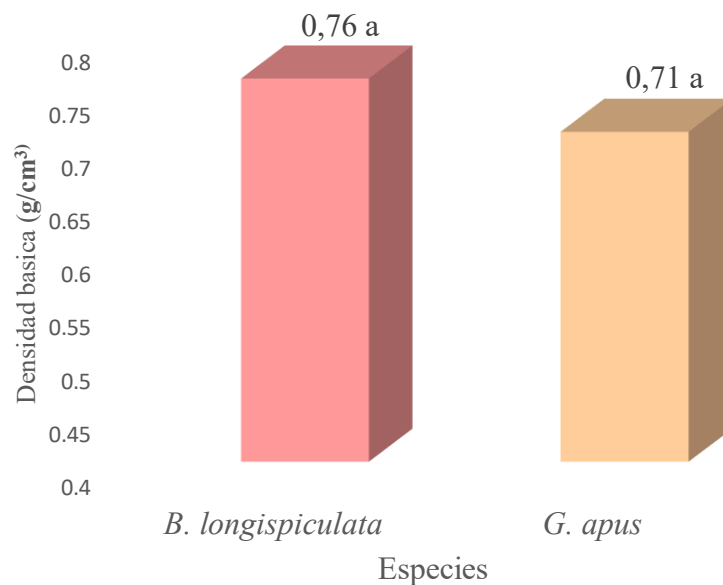 0,76 a
0,71 a
0.8
0.75
0.7
0.65
0.6
0.55
0.5
0.45
0.4
Densidad basica (g/cm³)
B. longispiculata
G. apus
Especies